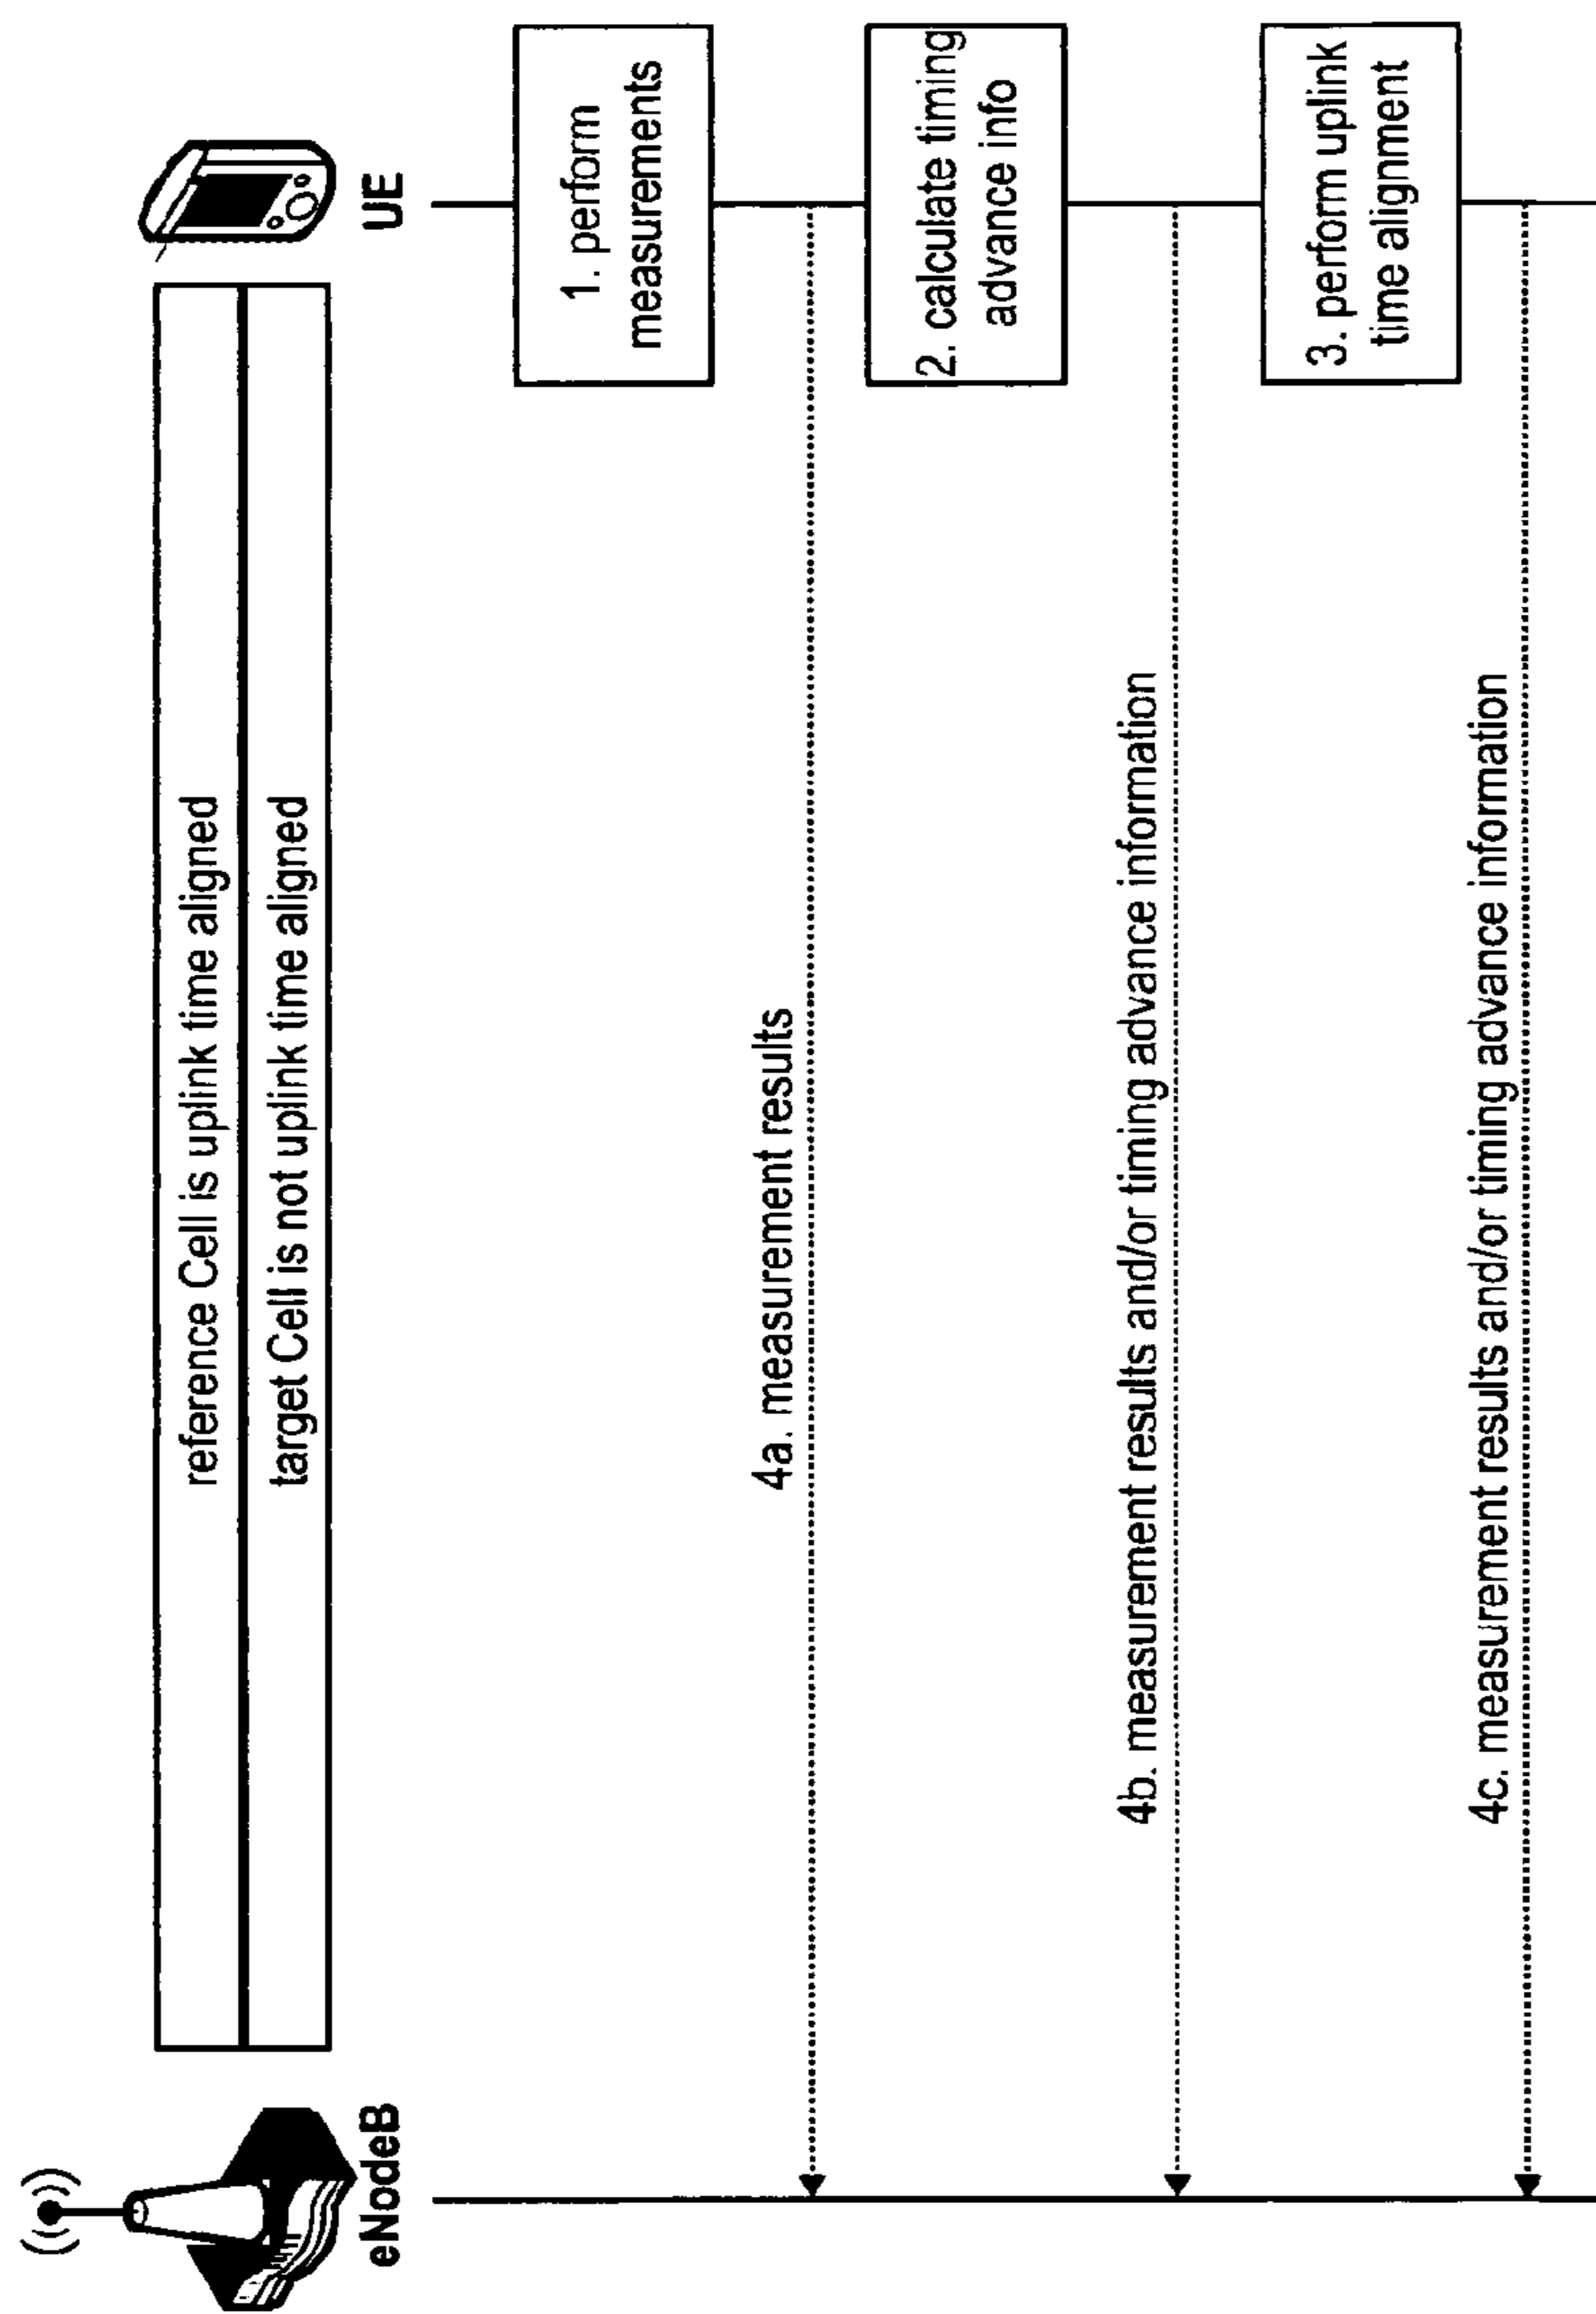 reference Cell is uplink time aligned
target Cell is not uplink time aligned
eNodeB
UE
1. perform
measurements
4a. measurement results
2. calculate timing
advance info
4b. measurement results and/or timing advance information
3. perform uplink
time alignment
4c. measurement results and/or timing advance information